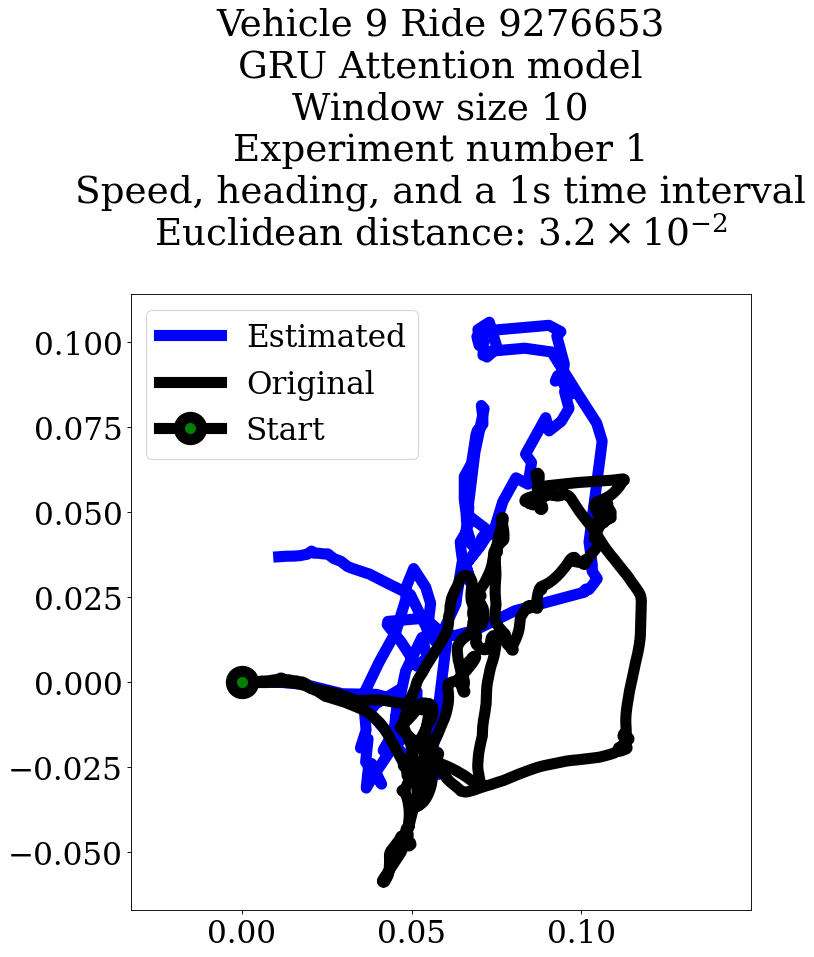 Vehicle 9 Ride 9276653
GRU Attention model
Window size 10
Experiment number 1
Speed, heading, and a 1s time interval
Euclidean distance: 3.2 × 10⁻²
Estimated
Original
Start
0.100
0.075
0.050
0.025
0.000
−0.025
−0.050
0.00 0.05 0.10